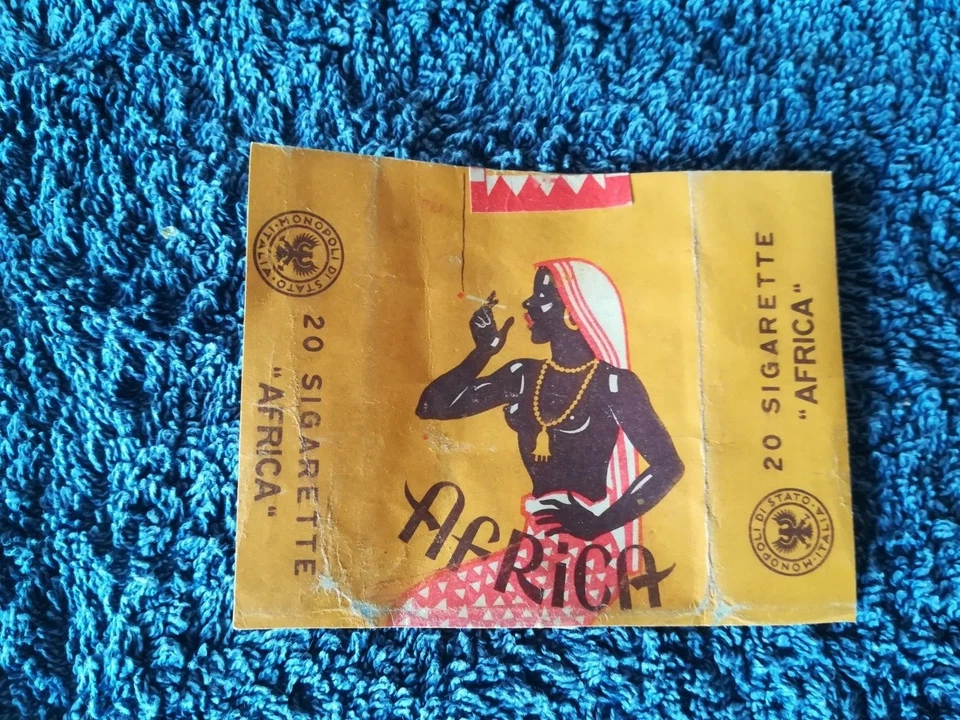 MONOPOLI DI STATO · ITALIA ·
20 SIGARETTE
"AFRICA"
AFRiCA
20 SIGARETTE
"AFRICA"
MONOPOLI DI STATO · ITALIA ·